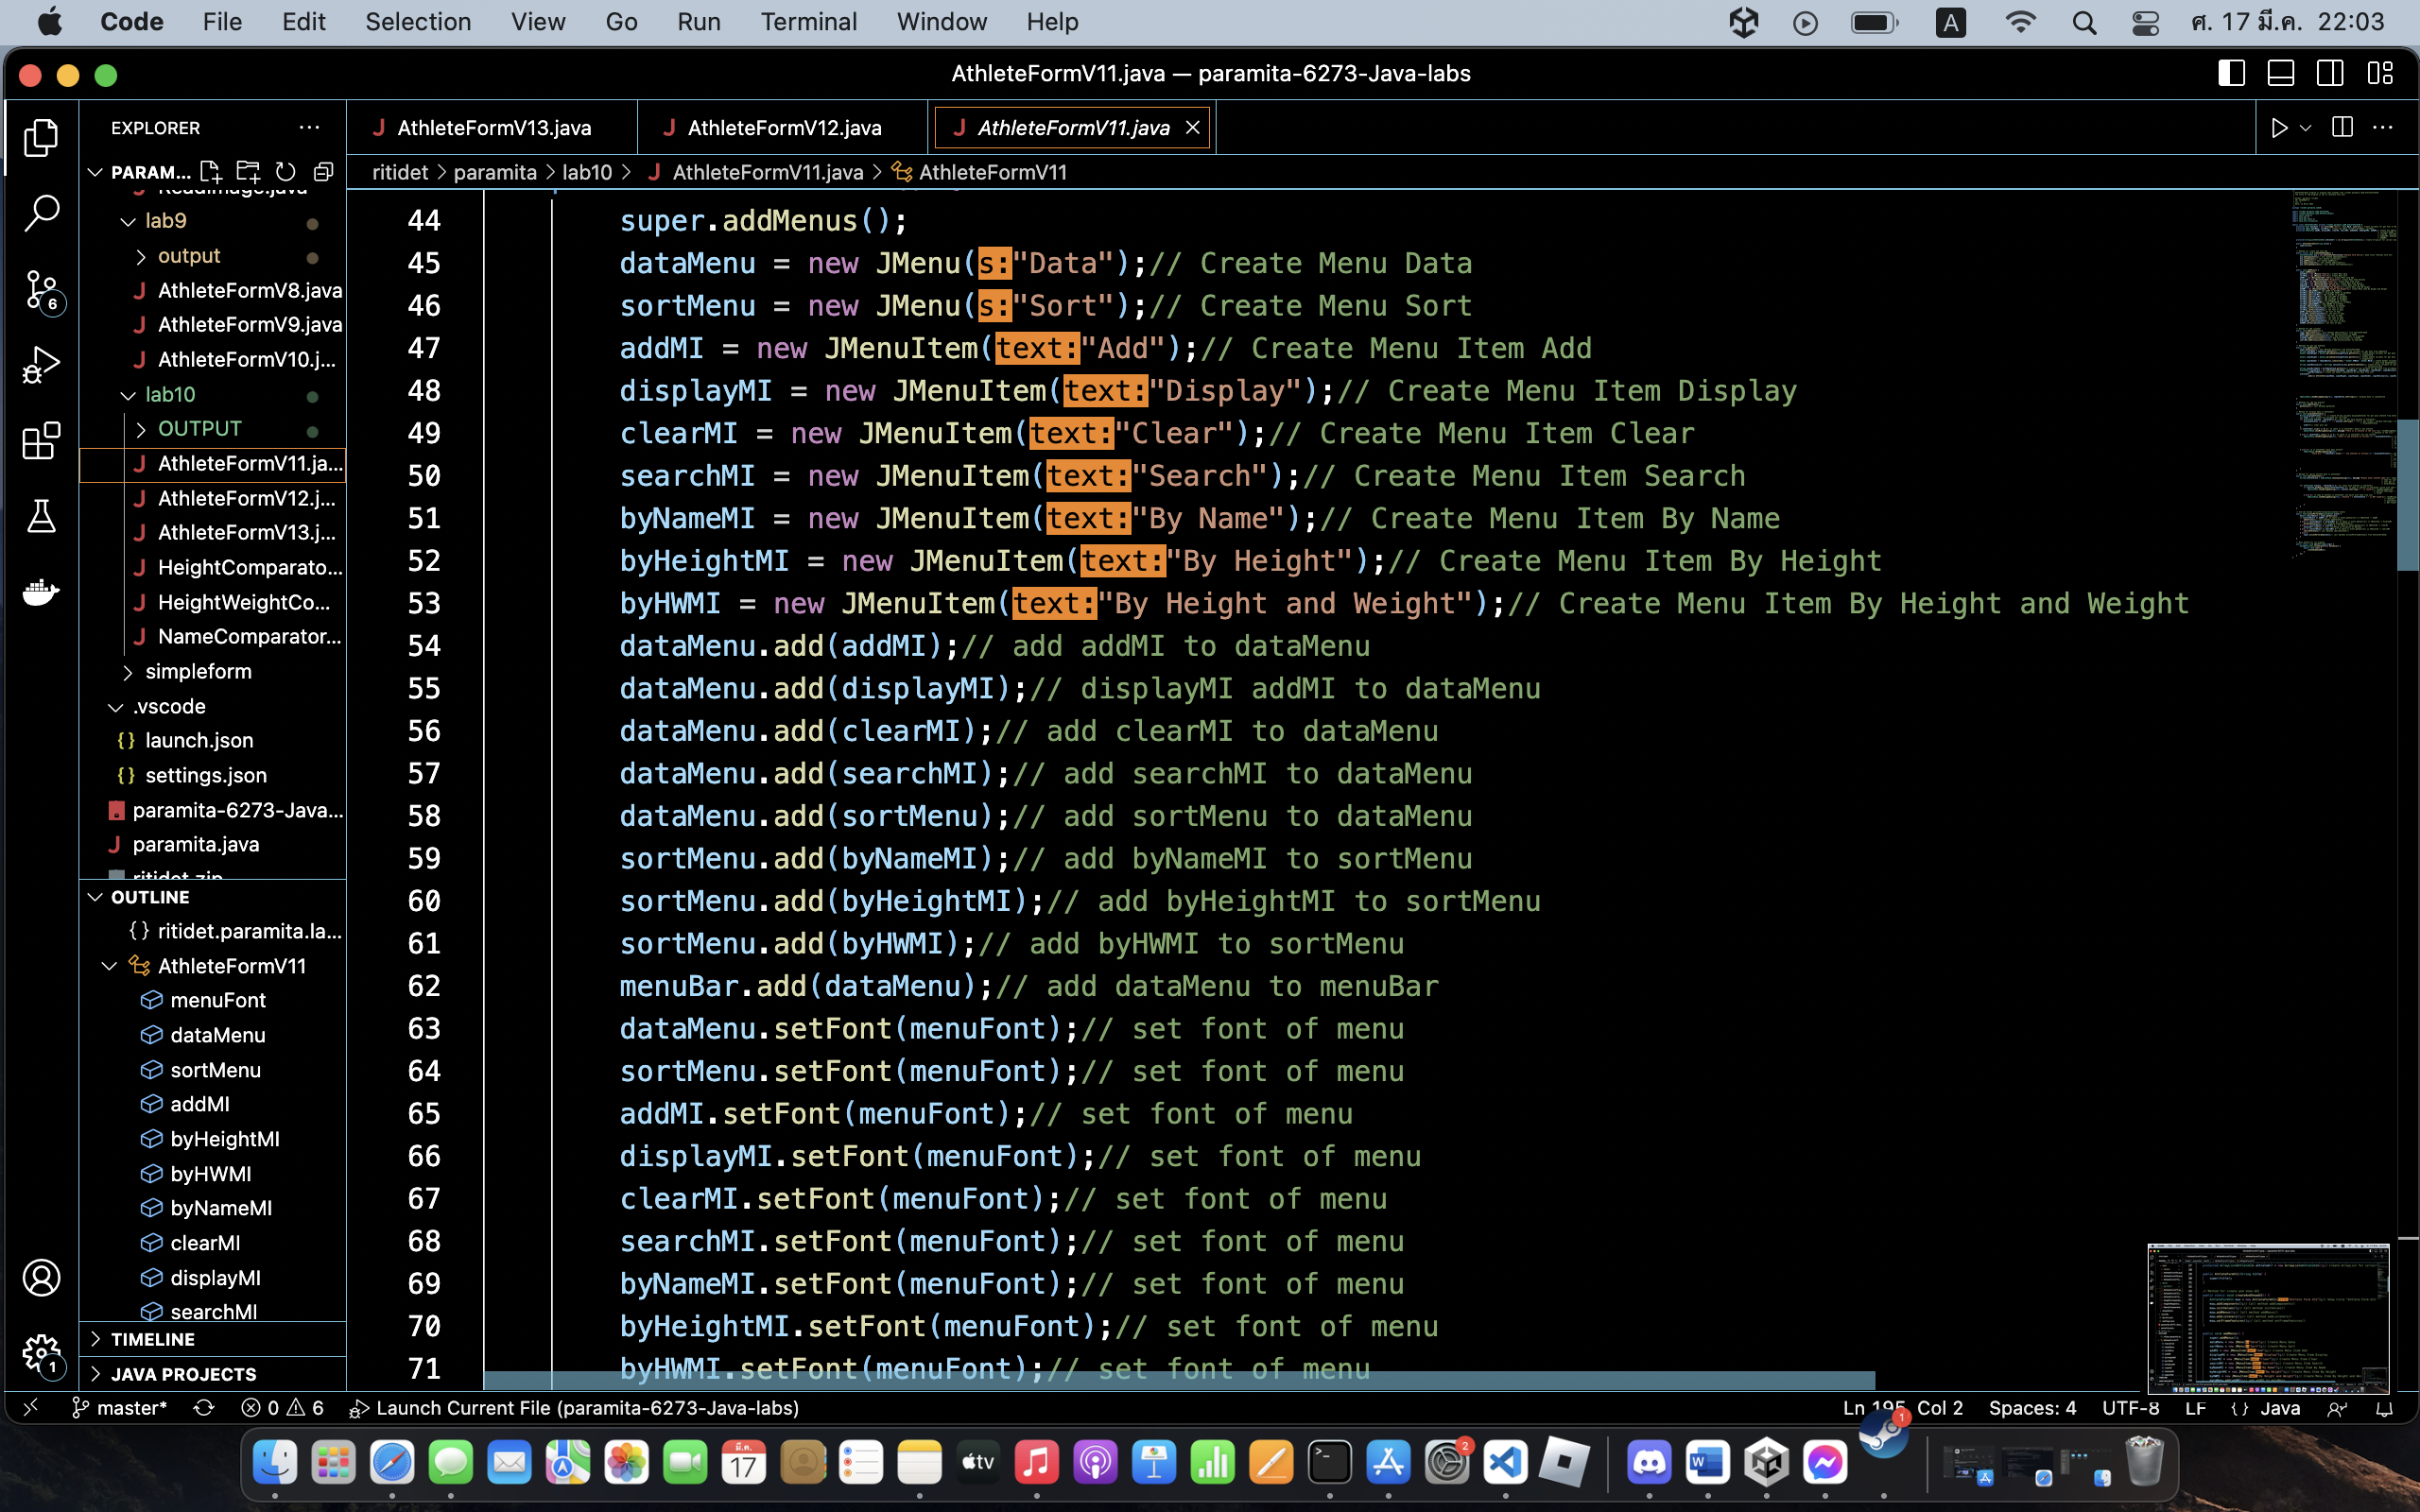 Code File Edit Selection View Go Run Terminal Window Help A ศ. 17 มี.ค. 22:03
AthleteFormV11.java — paramita-6273-Java-labs
EXPLORER
PARAM...
ReadImage.java
lab9
output
AthleteFormV8.java
AthleteFormV9.java
AthleteFormV10.j...
lab10
OUTPUT
AthleteFormV11.ja...
AthleteFormV12.j...
AthleteFormV13.j...
HeightComparato...
HeightWeightCo...
NameComparator...
simpleform
.vscode
{} launch.json
{} settings.json
paramita-6273-Java...
J paramita.java
ritidet.zip
OUTLINE
{} ritidet.paramita.la...
AthleteFormV11
menuFont
dataMenu
sortMenu
addMI
byHeightMI
byHWMI
byNameMI
clearMI
displayMI
searchMI
TIMELINE
JAVA PROJECTS
6
1
J AthleteFormV13.java J AthleteFormV12.java J AthleteFormV11.java ×
ritidet > paramita > lab10 > J AthleteFormV11.java > AthleteFormV11
44 super.addMenus();
45 dataMenu = new JMenu(s:"Data");// Create Menu Data
46 sortMenu = new JMenu(s:"Sort");// Create Menu Sort
47 addMI = new JMenuItem(text:"Add");// Create Menu Item Add
48 displayMI = new JMenuItem(text:"Display");// Create Menu Item Display
49 clearMI = new JMenuItem(text:"Clear");// Create Menu Item Clear
50 searchMI = new JMenuItem(text:"Search");// Create Menu Item Search
51 byNameMI = new JMenuItem(text:"By Name");// Create Menu Item By Name
52 byHeightMI = new JMenuItem(text:"By Height");// Create Menu Item By Height
53 byHWMI = new JMenuItem(text:"By Height and Weight");// Create Menu Item By Height and Weight
54 dataMenu.add(addMI);// add addMI to dataMenu
55 dataMenu.add(displayMI);// displayMI addMI to dataMenu
56 dataMenu.add(clearMI);// add clearMI to dataMenu
57 dataMenu.add(searchMI);// add searchMI to dataMenu
58 dataMenu.add(sortMenu);// add sortMenu to dataMenu
59 sortMenu.add(byNameMI);// add byNameMI to sortMenu
60 sortMenu.add(byHeightMI);// add byHeightMI to sortMenu
61 sortMenu.add(byHWMI);// add byHWMI to sortMenu
62 menuBar.add(dataMenu);// add dataMenu to menuBar
63 dataMenu.setFont(menuFont);// set font of menu
64 sortMenu.setFont(menuFont);// set font of menu
65 addMI.setFont(menuFont);// set font of menu
66 displayMI.setFont(menuFont);// set font of menu
67 clearMI.setFont(menuFont);// set font of menu
68 searchMI.setFont(menuFont);// set font of menu
69 byNameMI.setFont(menuFont);// set font of menu
70 byHeightMI.setFont(menuFont);// set font of menu
71 byHWMI.setFont(menuFont);// set font of menu
master* 0 6 Launch Current File (paramita-6273-Java-labs) Ln 195, Col 2 Spaces: 4 UTF-8 LF {} Java
มี.ค.
17
tv
2
W
1